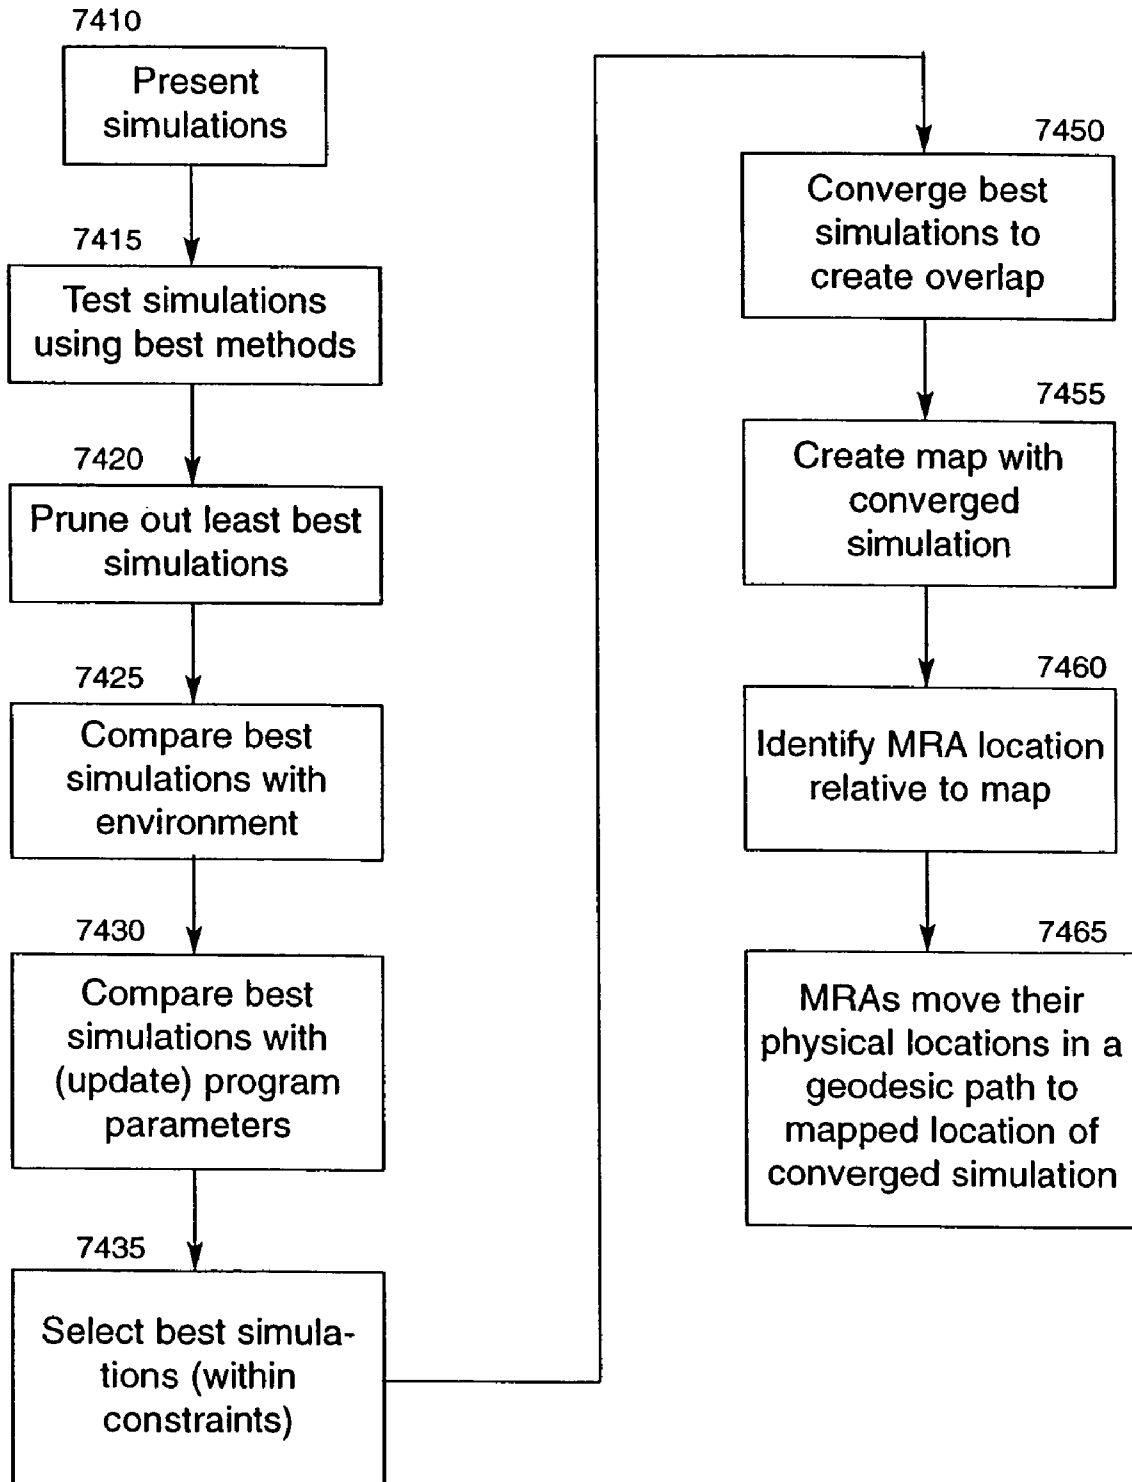 7410
Present
simulations
7415
Test simulations
using best methods
7420
Prune out least best
simulations
7425
Compare best
simulations with
environment
7430
Compare best
simulations with
(update) program
parameters
7435
Select best simula-
tions (within
constraints)
7450
Converge best
simulations to
create overlap
7455
Create map with
converged
simulation
7460
Identify MRA location
relative to map
7465
MRAs move their
physical locations in a
geodesic path to
mapped location of
converged simulation